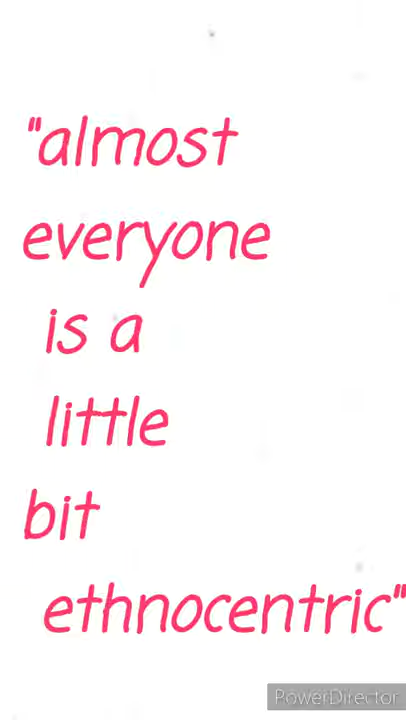 "almost
everyone
is a
little
bit
ethnocentric"
PowerDirector